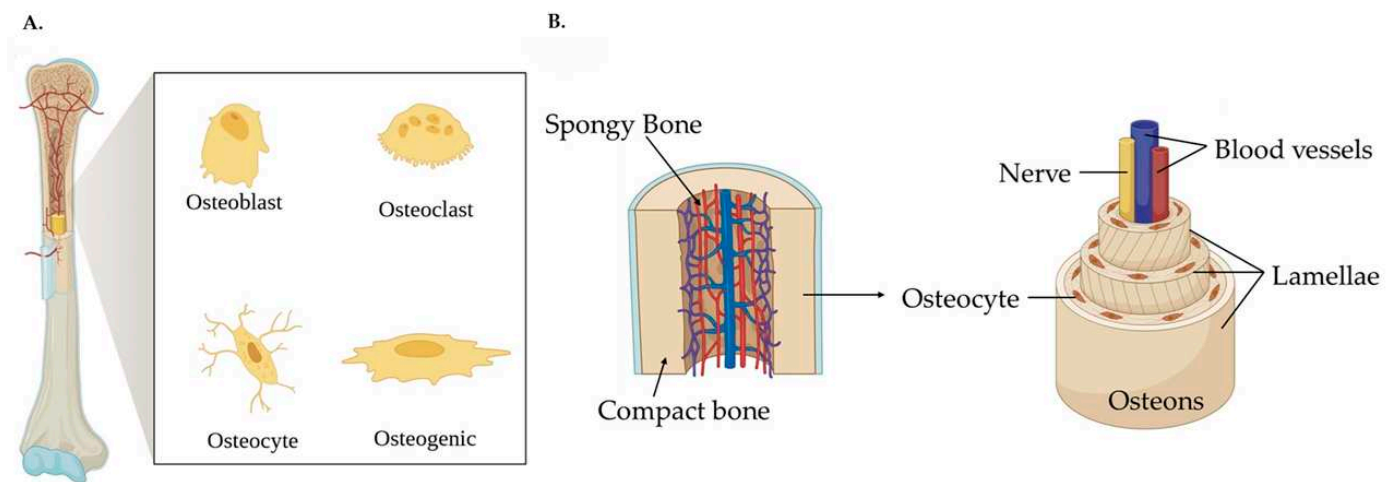 A.
Osteoblast
Osteoclast
Osteocyte
Osteogenic
B.
Spongy Bone
Compact bone
Nerve
Blood vessels
Osteocyte
Lamellae
Osteons